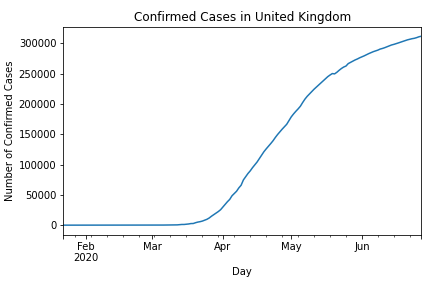 Confirmed Cases in United Kingdom
300000
250000
200000
150000
100000
50000
0
Number of Confirmed Cases
Feb
2020
Mar
Apr
May
Jun
Day